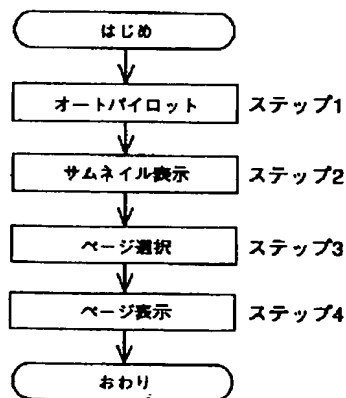 はじめ
オートパイロット ステップ1
サムネイル表示 ステップ2
ページ選択 ステップ3
ページ表示 ステップ4
おわり